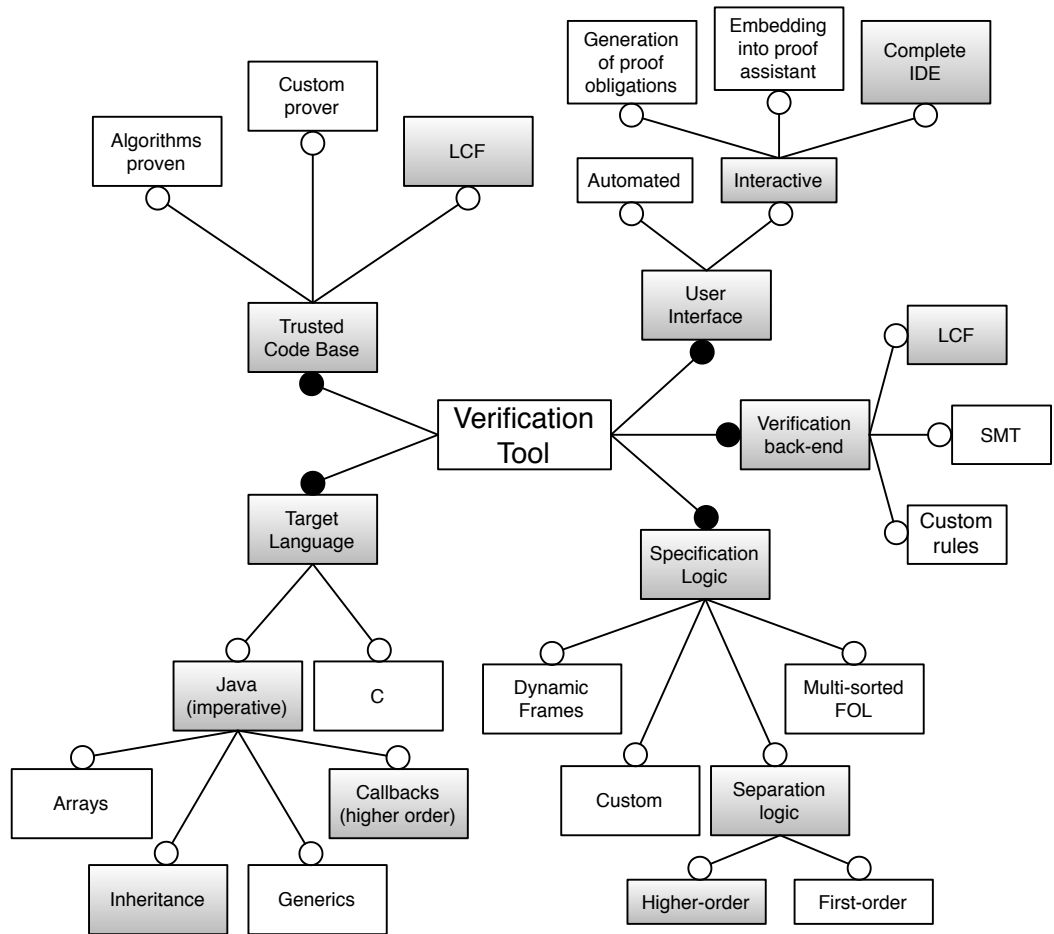 Generation
of proof
obligations
Embedding
into proof
assistant
Complete
IDE
Custom
prover
Algorithms
proven
LCF
Automated
Interactive
Trusted
Code Base
User
Interface
LCF
Verification
Tool
Verification
back-end
SMT
Target
Language
Specification
Logic
Custom
rules
Java
(imperative)
C
Dynamic
Frames
Multi-sorted
FOL
Arrays
Callbacks
(higher order)
Custom
Separation
logic
Inheritance
Generics
Higher-order
First-order